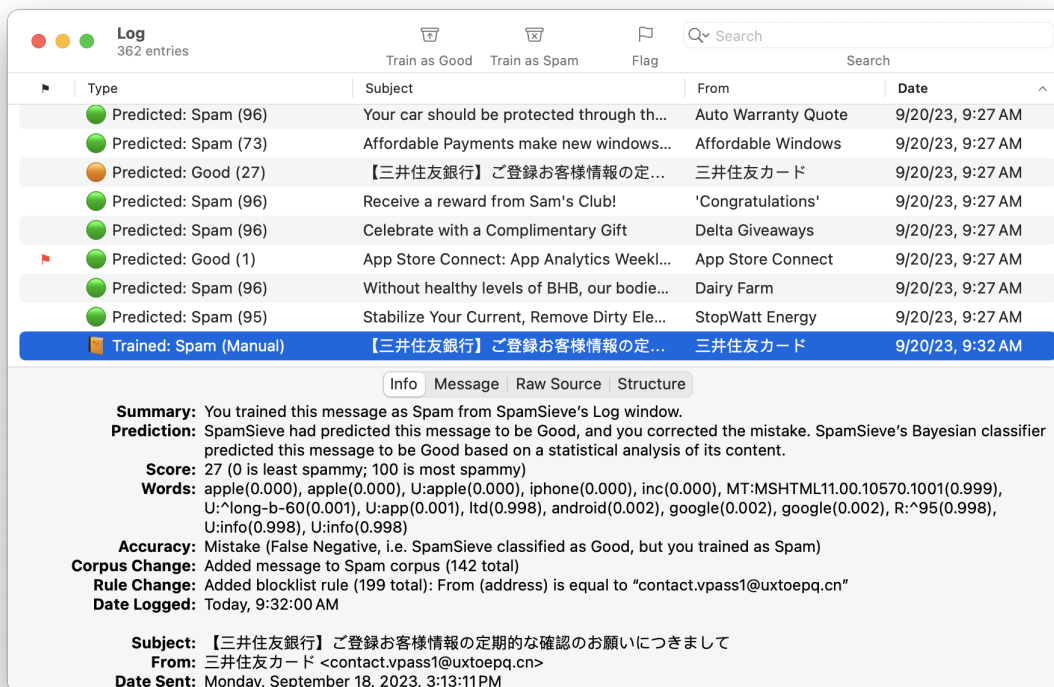 Log
362 entries
Train as Good
Train as Spam
Flag
Search
Search
Type Subject From Date
Predicted: Spam (96) Your car should be protected through th... Auto Warranty Quote 9/20/23, 9:27 AM
Predicted: Spam (73) Affordable Payments make new windows... Affordable Windows 9/20/23, 9:27 AM
Predicted: Good (27) 【三井住友銀行】ご登録お客様情報の定... 三井住友カード 9/20/23, 9:27 AM
Predicted: Spam (96) Receive a reward from Sam's Club! 'Congratulations' 9/20/23, 9:27 AM
Predicted: Spam (96) Celebrate with a Complimentary Gift Delta Giveaways 9/20/23, 9:27 AM
Predicted: Good (1) App Store Connect: App Analytics Weekl... App Store Connect 9/20/23, 9:27 AM
Predicted: Spam (96) Without healthy levels of BHB, our bodie... Dairy Farm 9/20/23, 9:27 AM
Predicted: Spam (95) Stabilize Your Current, Remove Dirty Ele... StopWatt Energy 9/20/23, 9:27 AM
Trained: Spam (Manual) 【三井住友銀行】ご登録お客様情報の定... 三井住友カード 9/20/23, 9:32 AM
Info Message Raw Source Structure
Summary: You trained this message as Spam from SpamSieve’s Log window.
Prediction: SpamSieve had predicted this message to be Good, and you corrected the mistake. SpamSieve’s Bayesian classifier
predicted this message to be Good based on a statistical analysis of its content.
Score: 27 (0 is least spammy; 100 is most spammy)
Words: apple(0.000), apple(0.000), U:apple(0.000), iphone(0.000), inc(0.000), MT:MSHTML11.00.10570.1001(0.999),
U:^long-b-60(0.001), U:app(0.001), ltd(0.998), android(0.002), google(0.002), google(0.002), R:^95(0.998),
U:info(0.998), U:info(0.998)
Accuracy: Mistake (False Negative, i.e. SpamSieve classified as Good, but you trained as Spam)
Corpus Change: Added message to Spam corpus (142 total)
Rule Change: Added blocklist rule (199 total): From (address) is equal to “contact.vpass1@uxtoepq.cn”
Date Logged: Today, 9:32:00 AM
Subject: 【三井住友銀行】ご登録お客様情報の定期的な確認のお願いにつきまして
From: 三井住友カード <contact.vpass1@uxtoepq.cn>
Date Sent: Monday, September 18, 2023, 3:13:11 PM